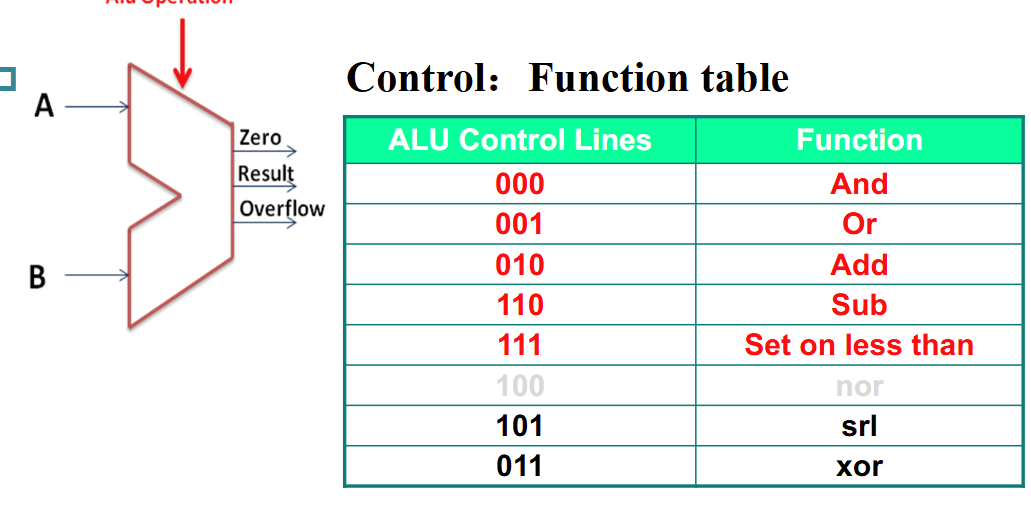 Alu Operation
A
B
Zero
Result
Overflow
Control： Function table
ALU Control Lines Function
000 And
001 Or
010 Add
110 Sub
111 Set on less than
100 nor
101 srl
011 xor